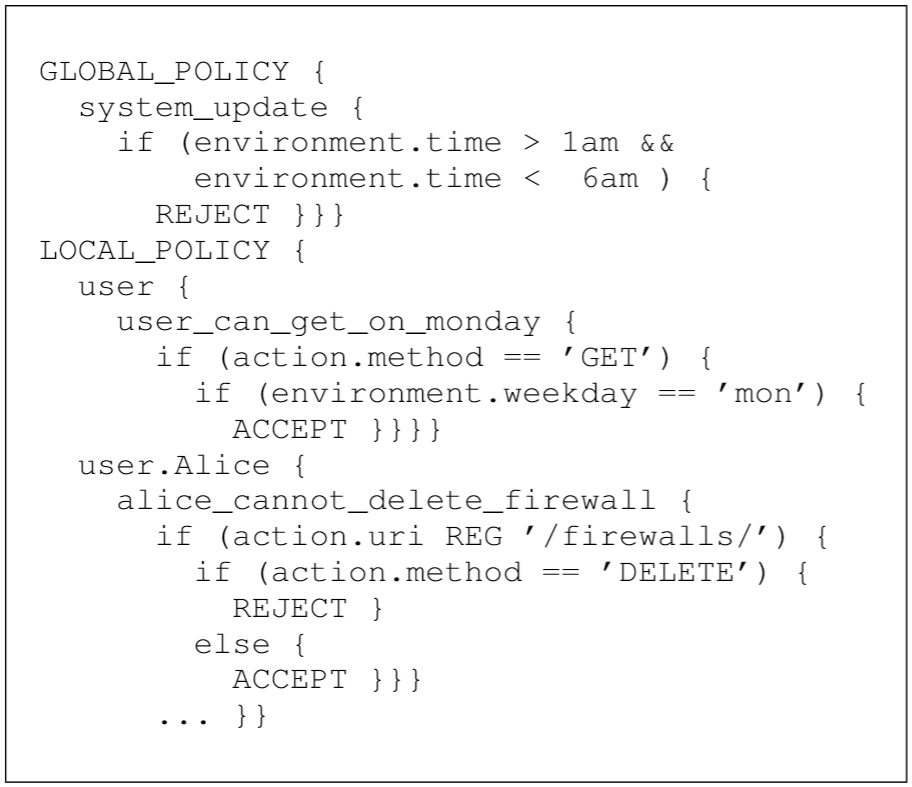 GLOBAL_POLICY {
  system_update {
    if (environment.time > 1am &&
        environment.time <  6am ) {
      REJECT }}}
LOCAL_POLICY {
  user {
    user_can_get_on_monday {
      if (action.method == 'GET') {
        if (environment.weekday == 'mon') {
          ACCEPT }}}}
  user.Alice {
    alice_cannot_delete_firewall {
      if (action.uri REG '/firewalls/') {
        if (action.method == 'DELETE') {
          REJECT }
        else {
          ACCEPT }}}
      ... }}